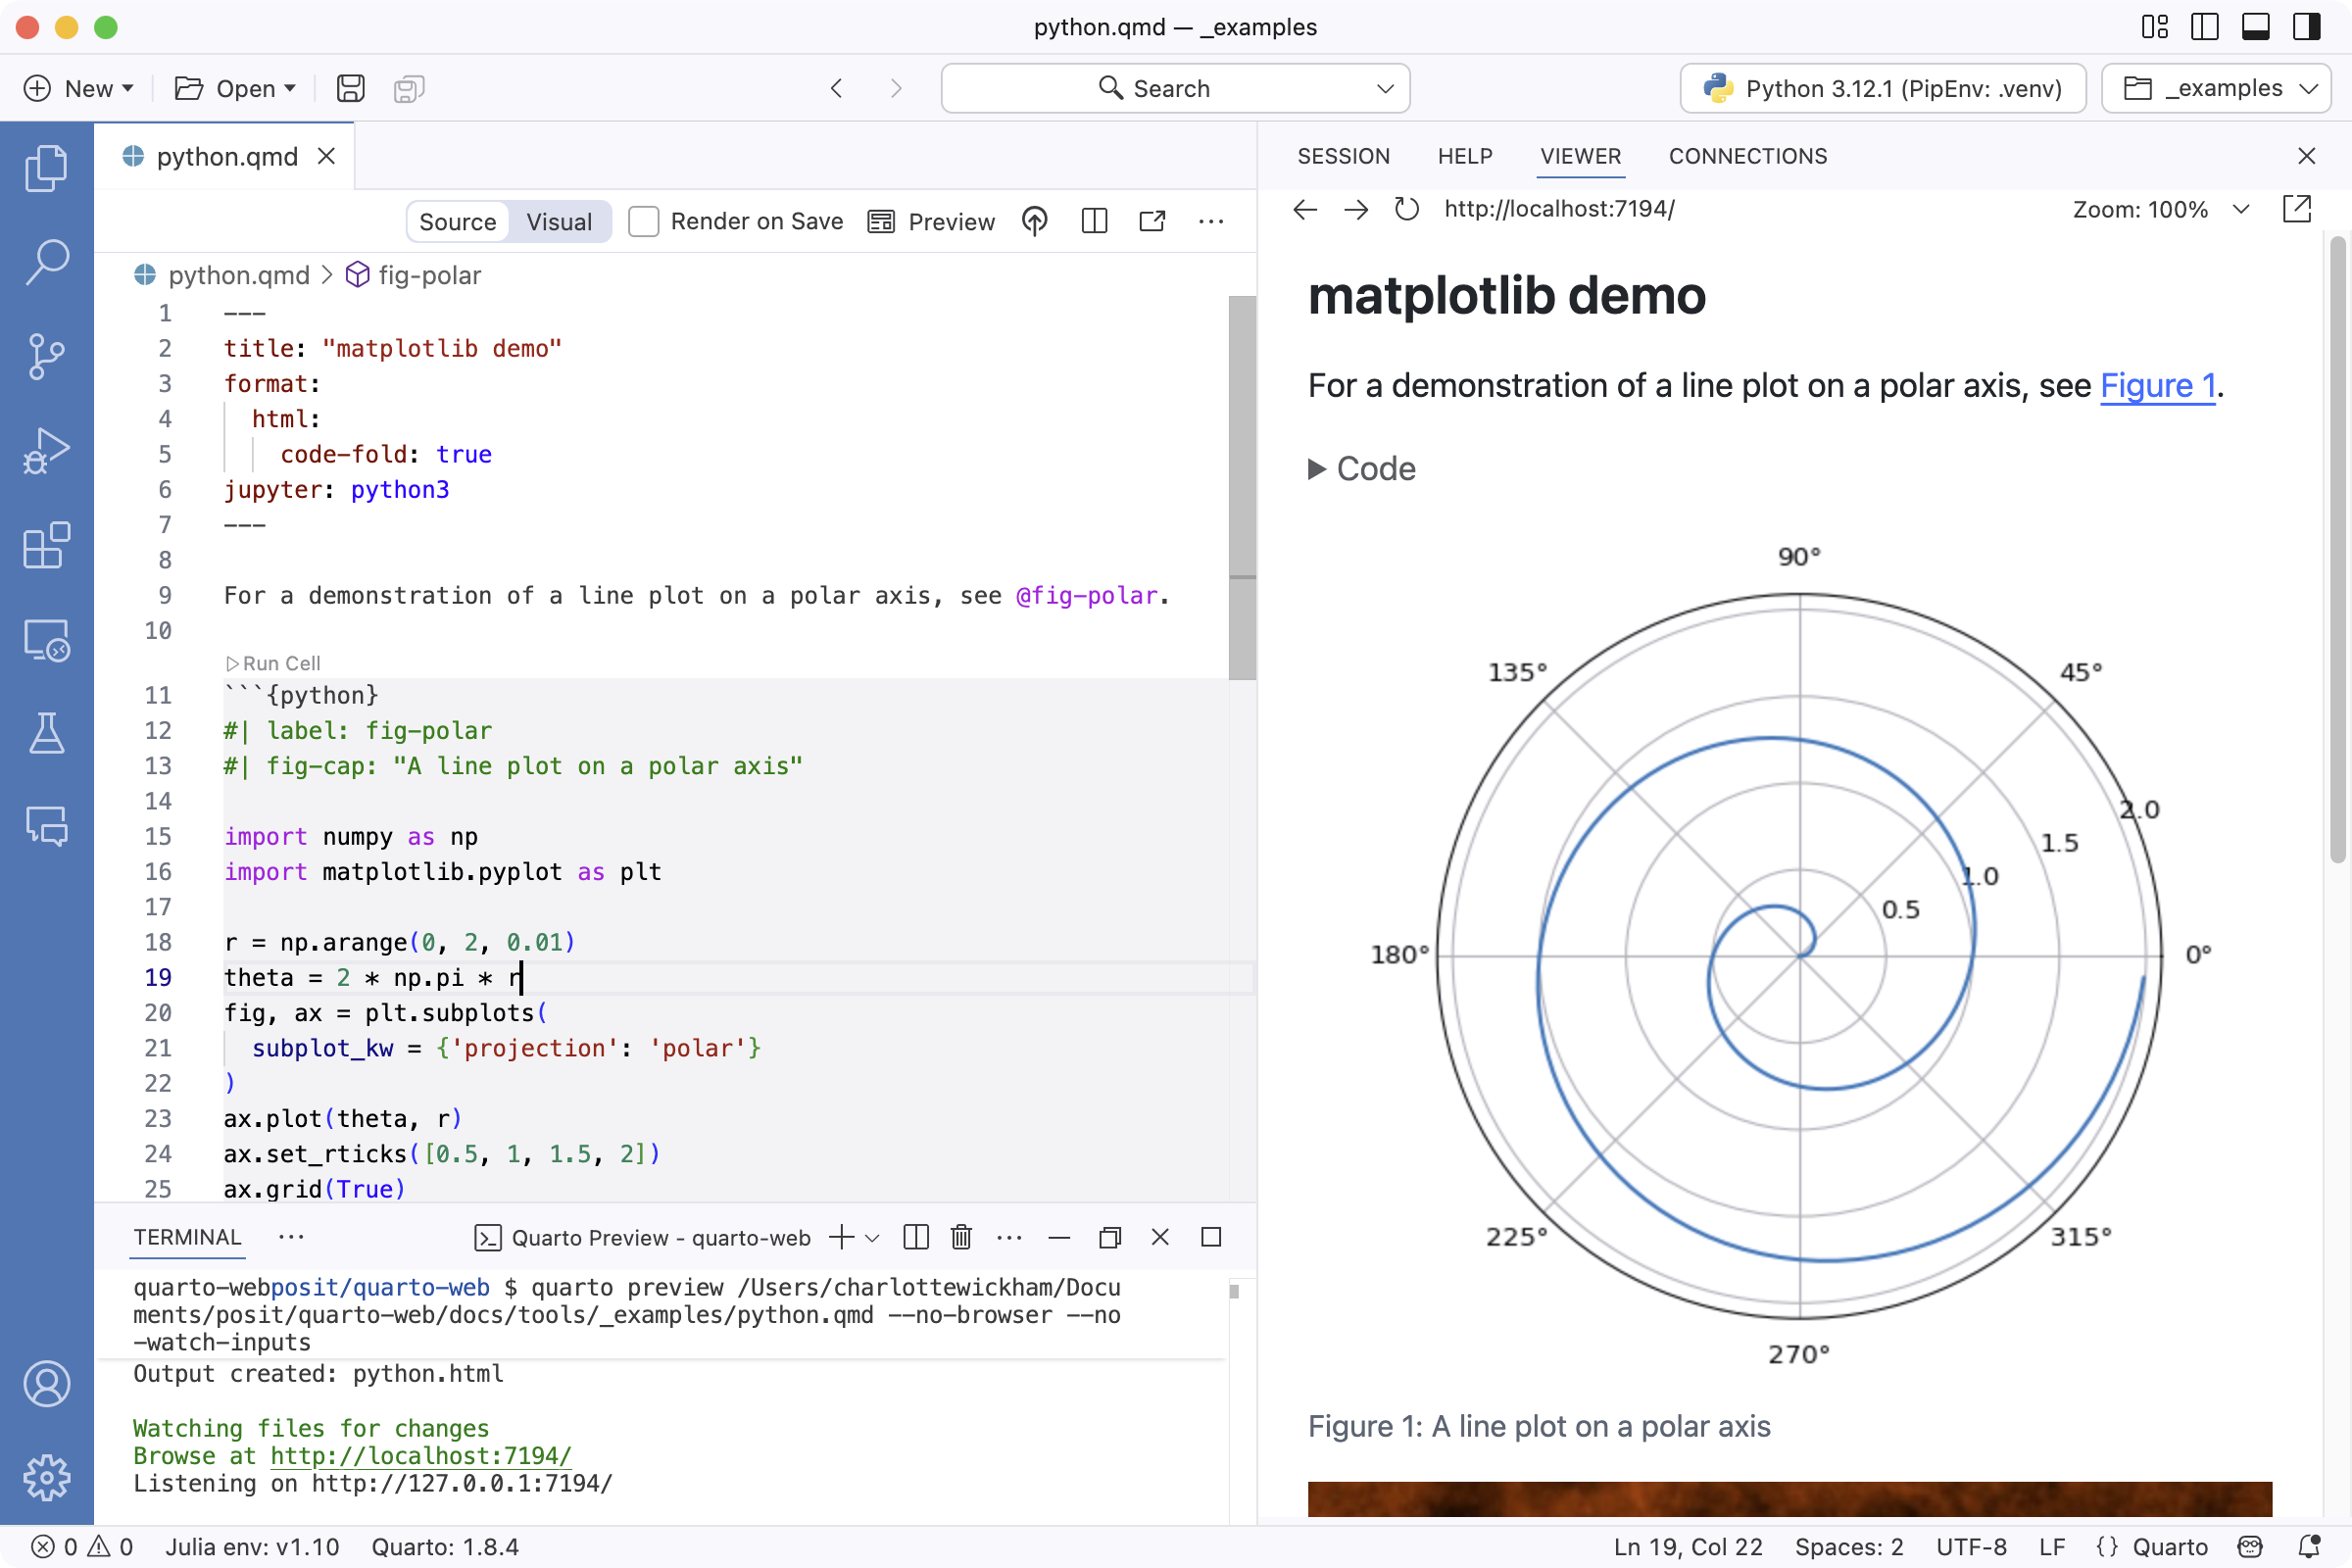 python.qmd — _examples
New
Open
Search
Python 3.12.1 (PipEnv: .venv)
_examples
python.qmd
Source Visual Render on Save Preview
python.qmd > fig-polar
1 ---
2 title: "matplotlib demo"
3 format:
4 html:
5 code-fold: true
6 jupyter: python3
7 ---
8
9 For a demonstration of a line plot on a polar axis, see @fig-polar.
10
Run Cell
11 ```{python}
12 #| label: fig-polar
13 #| fig-cap: "A line plot on a polar axis"
14
15 import numpy as np
16 import matplotlib.pyplot as plt
17
18 r = np.arange(0, 2, 0.01)
19 theta = 2 * np.pi * r
20 fig, ax = plt.subplots(
21 subplot_kw = {'projection': 'polar'}
22 )
23 ax.plot(theta, r)
24 ax.set_rticks([0.5, 1, 1.5, 2])
25 ax.grid(True)
TERMINAL
Quarto Preview - quarto-web
quarto-webposit/quarto-web $ quarto preview /Users/charlottewickham/Docu
ments/posit/quarto-web/docs/tools/_examples/python.qmd --no-browser --no
-watch-inputs
Output created: python.html
Watching files for changes
Browse at http://localhost:7194/
Listening on http://127.0.0.1:7194/
SESSION HELP VIEWER CONNECTIONS
http://localhost:7194/
Zoom: 100%
matplotlib demo
For a demonstration of a line plot on a polar axis, see Figure 1.
Code
90°
135°
45°
2.0
1.5
1.0
0.5
180°
0°
225°
315°
270°
Figure 1: A line plot on a polar axis
0 0 Julia env: v1.10 Quarto: 1.8.4
Ln 19, Col 22 Spaces: 2 UTF-8 LF {} Quarto